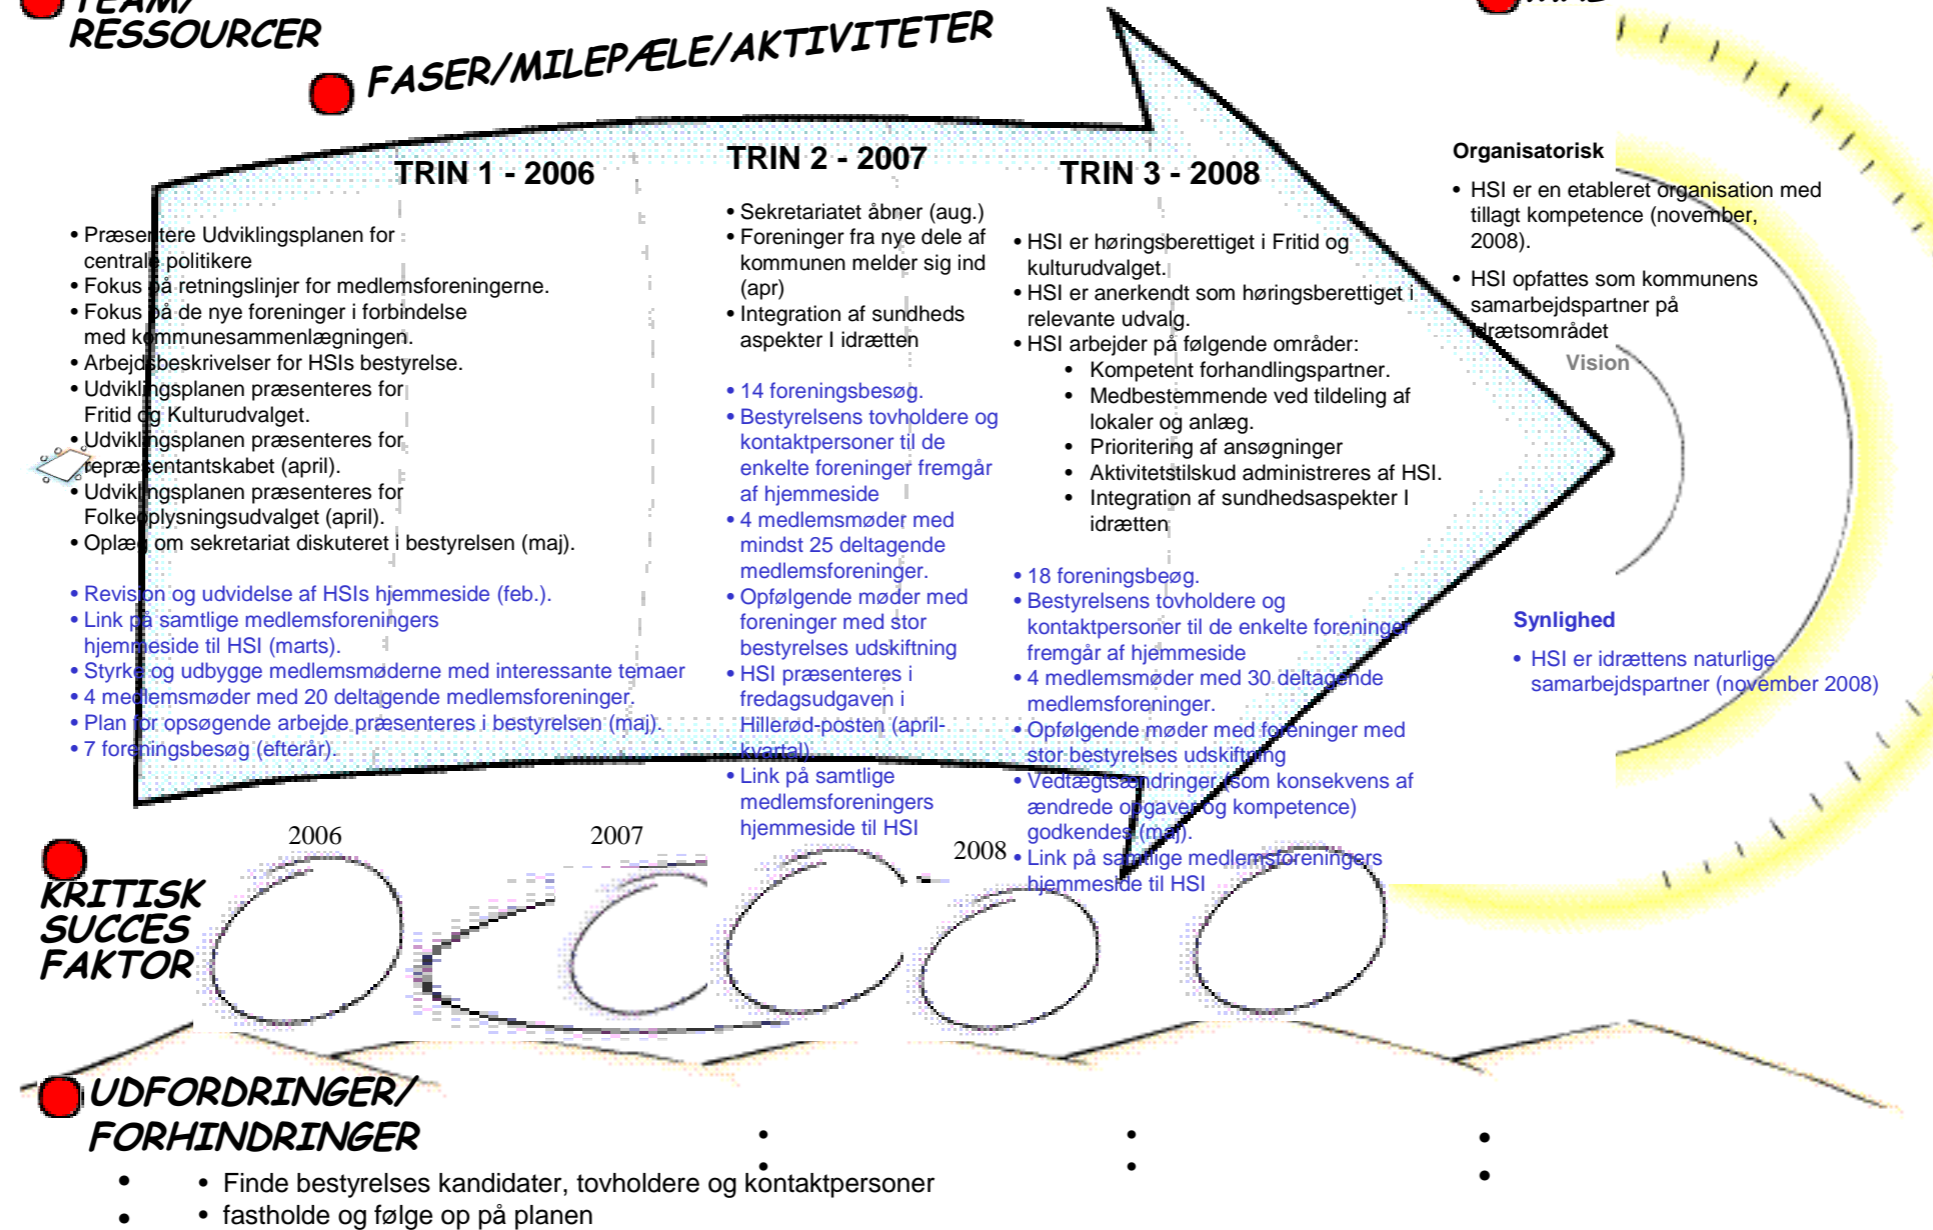 TEAM/
RESSOURCER
FASER/MILEPÆLE/AKTIVITETER
TRIN 1 - 2006
• Præsentere Udviklingsplanen for
centrale politikere
• Fokus på retningslinjer for medlemsforeningerne.
• Fokus på de nye foreninger i forbindelse
med kommunesammenlægningen.
• Arbejdsbeskrivelser for HSIs bestyrelse.
• Udviklingsplanen præsenteres for
Fritid og Kulturudvalget.
• Udviklingsplanen præsenteres for
repræsentantskabet (april).
• Udviklingsplanen præsenteres for
Folkeoplysningsudvalget (april).
• Oplæg om sekretariat diskuteret i bestyrelsen (maj).
• Revision og udvidelse af HSIs hjemmeside (feb.).
• Link på samtlige medlemsforeningers
hjemmeside til HSI (marts).
• Styrke og udbygge medlemsmøderne med interessante temaer
• 4 medlemsmøder med 20 deltagende medlemsforeninger.
• Plan for opsøgende arbejde præsenteres i bestyrelsen (maj).
• 7 foreningsbesøg (efterår).
TRIN 2 - 2007
• Sekretariatet åbner (aug.)
• Foreninger fra nye dele af
kommunen melder sig ind
(apr)
• Integration af sundheds
aspekter I idrætten
• 14 foreningsbesøg.
• Bestyrelsens tovholdere og
kontaktpersoner til de
enkelte foreninger fremgår
af hjemmeside
• 4 medlemsmøder med
mindst 25 deltagende
medlemsforeninger.
• Opfølgende møder med
foreninger med stor
bestyrelses udskiftning
• HSI præsenteres i
fredagsudgaven i
Hillerød-posten (april-
kvartal)
• Link på samtlige
medlemsforeningers
hjemmeside til HSI
TRIN 3 - 2008
• HSI er høringsberettiget i Fritid og
kulturudvalget.
• HSI er anerkendt som høringsberettiget i
relevante udvalg.
• HSI arbejder på følgende områder:
• Kompetent forhandlingspartner.
• Medbestemmende ved tildeling af
lokaler og anlæg.
• Prioritering af ansøgninger
• Aktivitetstilskud administreres af HSI.
• Integration af sundhedsaspekter I
idrætten
• 18 foreningsbeøg.
• Bestyrelsens tovholdere og
kontaktpersoner til de enkelte foreninger
fremgår af hjemmeside
• 4 medlemsmøder med 30 deltagende
medlemsforeninger.
• Opfølgende møder med foreninger med
stor bestyrelses udskiftning
• Vedtægtsændringer (som konsekvens af
ændrede opgaver og kompetence)
godkendes (maj).
• Link på samtlige medlemsforeningers
hjemmeside til HSI
Organisatorisk
• HSI er en etableret organisation med
tillagt kompetence (november,
2008).
• HSI opfattes som kommunens
samarbejdspartner på
idrætsområdet
Vision
Synlighed
• HSI er idrættens naturlige
samarbejdspartner (november 2008)
2006
2007
2008
KRITISK
SUCCES
FAKTOR
UDFORDRINGER/
FORHINDRINGER
• Finde bestyrelses kandidater, tovholdere og kontaktpersoner
• fastholde og følge op på planen